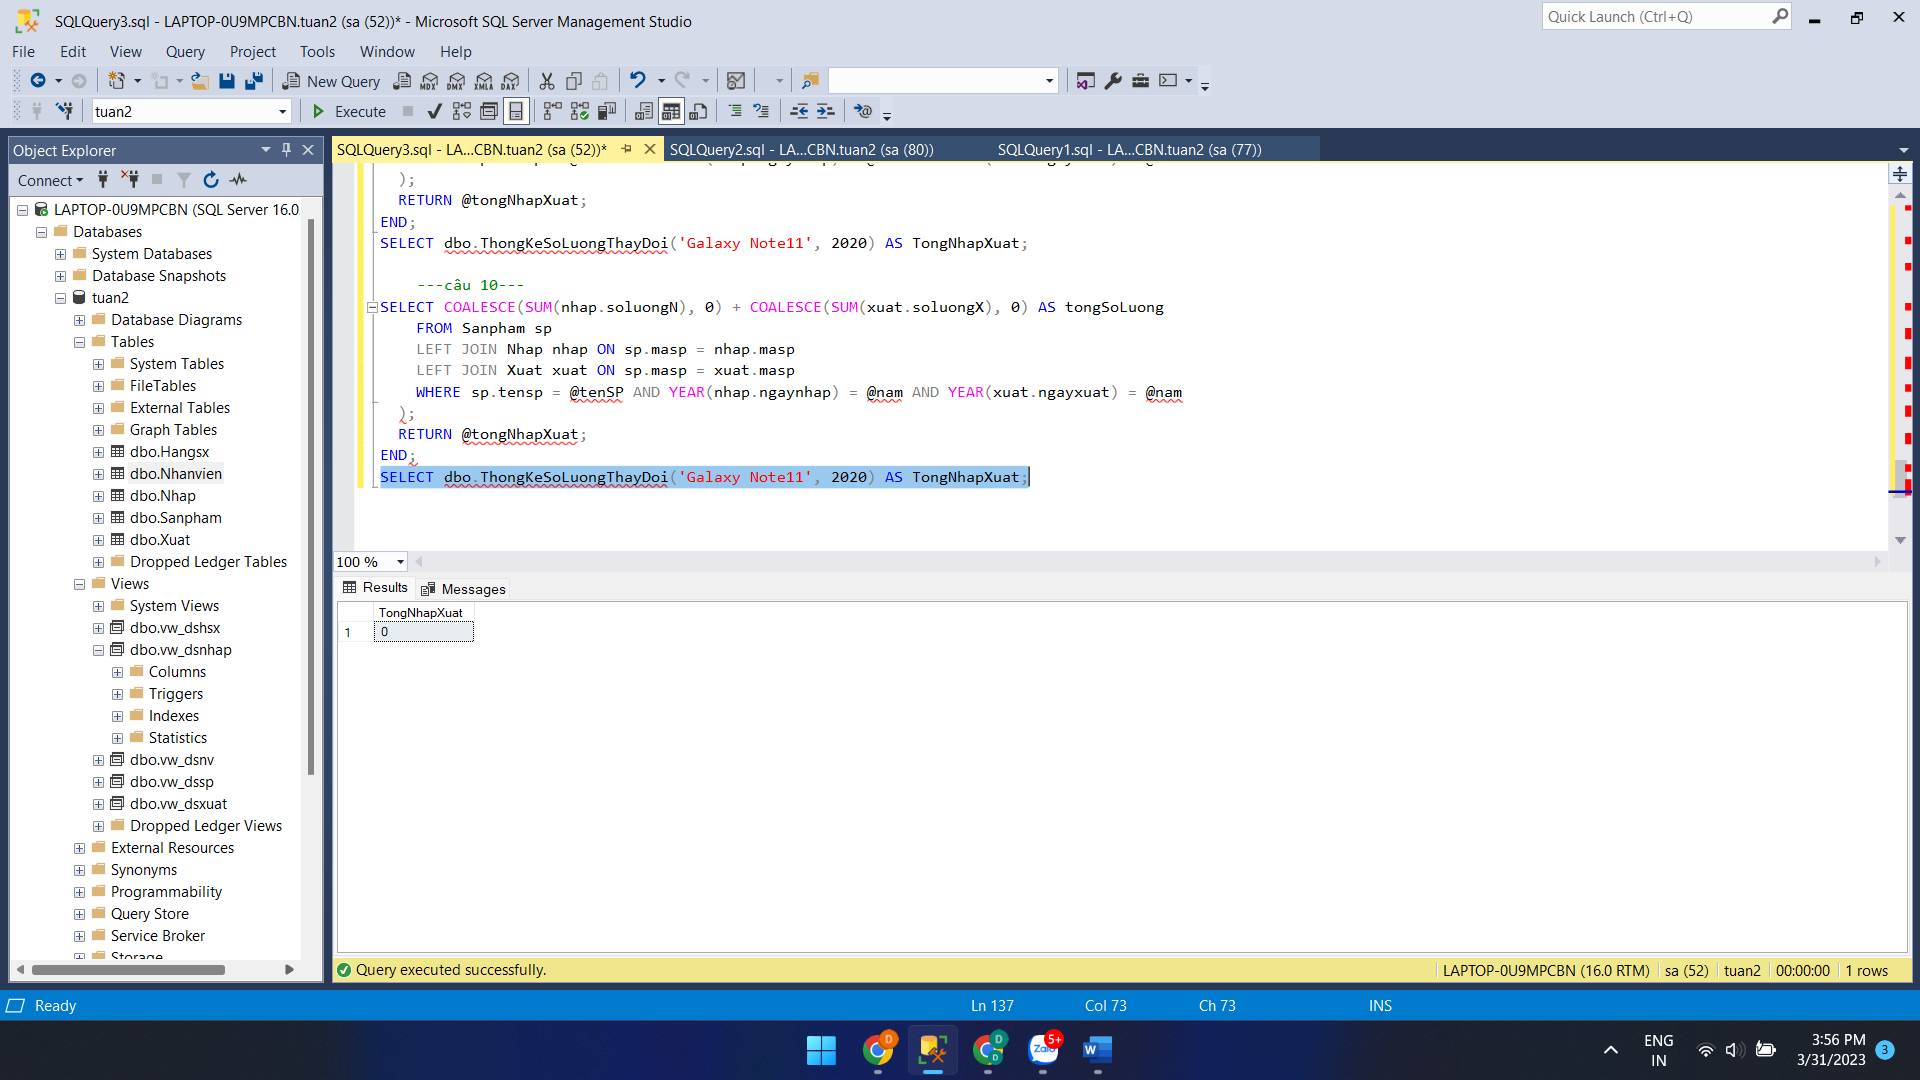 SQLQuery3.sql - LAPTOP-0U9MPCBN.tuan2 (sa (52))* - Microsoft SQL Server Management Studio
Quick Launch (Ctrl+Q)
File Edit View Query Project Tools Window Help
New Query
MDX DMX XMLA DAX
tuan2
Execute
Object Explorer
SQLQuery3.sql - LA...CBN.tuan2 (sa (52))*
SQLQuery2.sql - LA...CBN.tuan2 (sa (80))
SQLQuery1.sql - LA...CBN.tuan2 (sa (77))
Connect
LAPTOP-0U9MPCBN (SQL Server 16.0
Databases
System Databases
Database Snapshots
tuan2
Database Diagrams
Tables
System Tables
FileTables
External Tables
Graph Tables
dbo.Hangsx
dbo.Nhanvien
dbo.Nhap
dbo.Sanpham
dbo.Xuat
Dropped Ledger Tables
Views
System Views
dbo.vw_dshsx
dbo.vw_dsnhap
Columns
Triggers
Indexes
Statistics
dbo.vw_dsnv
dbo.vw_dssp
dbo.vw_dsxuat
Dropped Ledger Views
External Resources
Synonyms
Programmability
Query Store
Service Broker
Storage
);
RETURN @tongNhapXuat;
END;
SELECT dbo.ThongKeSoLuongThayDoi('Galaxy Note11', 2020) AS TongNhapXuat;
---câu 10---
SELECT COALESCE(SUM(nhap.soluongN), 0) + COALESCE(SUM(xuat.soluongX), 0) AS tongSoLuong
FROM Sanpham sp
LEFT JOIN Nhap nhap ON sp.masp = nhap.masp
LEFT JOIN Xuat xuat ON sp.masp = xuat.masp
WHERE sp.tensp = @tenSP AND YEAR(nhap.ngaynhap) = @nam AND YEAR(xuat.ngayxuat) = @nam
);
RETURN @tongNhapXuat;
END;
SELECT dbo.ThongKeSoLuongThayDoi('Galaxy Note11', 2020) AS TongNhapXuat;
100 %
Results Messages
TongNhapXuat
1 0
Query executed successfully.
LAPTOP-0U9MPCBN (16.0 RTM) sa (52) tuan2 00:00:00 1 rows
Ready
Ln 137 Col 73 Ch 73 INS
D
D
D
Zalo
5+
W
ENG
IN
3:56 PM
3/31/2023
3